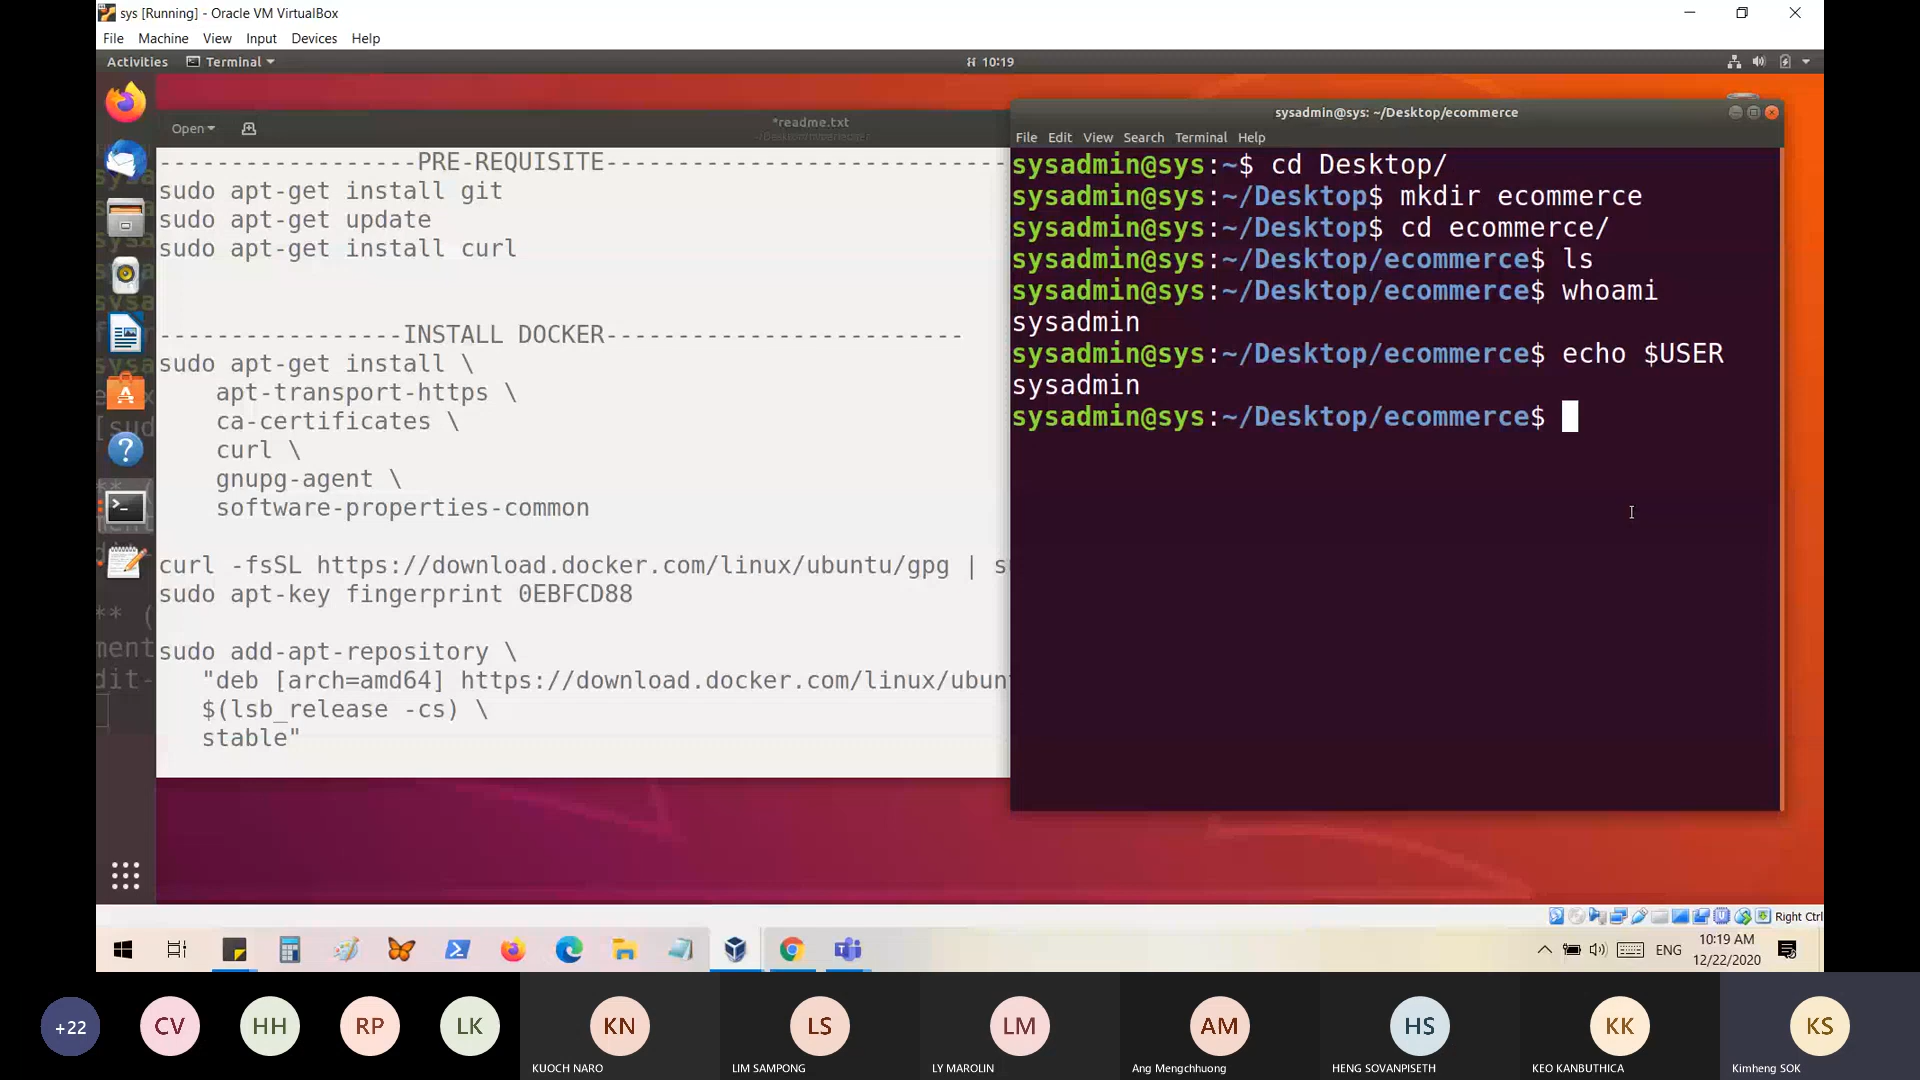 sys [Running] - Oracle VM VirtualBox
File Machine View Input Devices Help
Activities Terminal
10:19
Open
*readme.txt
-----------------PRE-REQUISITE----------------------------
sudo apt-get install git
sudo apt-get update
sudo apt-get install curl
-----------------INSTALL DOCKER-------------------------
sudo apt-get install \
apt-transport-https \
ca-certificates \
curl \
gnupg-agent \
software-properties-common
curl -fsSL https://download.docker.com/linux/ubuntu/gpg | s
sudo apt-key fingerprint 0EBFCD88
sudo add-apt-repository \
"deb [arch=amd64] https://download.docker.com/linux/ubun
$(lsb_release -cs) \
stable"
sysadmin@sys: ~/Desktop/ecommerce
File Edit View Search Terminal Help
sysadmin@sys:~$ cd Desktop/
sysadmin@sys:~/Desktop$ mkdir ecommerce
sysadmin@sys:~/Desktop$ cd ecommerce/
sysadmin@sys:~/Desktop/ecommerce$ ls
sysadmin@sys:~/Desktop/ecommerce$ whoami
sysadmin
sysadmin@sys:~/Desktop/ecommerce$ echo $USER
sysadmin
sysadmin@sys:~/Desktop/ecommerce$
Right Ctrl
ENG
10:19 AM
12/22/2020
+22
CV
HH
RP
LK
KN
LS
LM
AM
HS
KK
KS
KUOCH NARO
LIM SAMPONG
LY MAROLIN
Ang Mengchhuong
HENG SOVANPISETH
KEO KANBUTHICA
Kimheng SOK